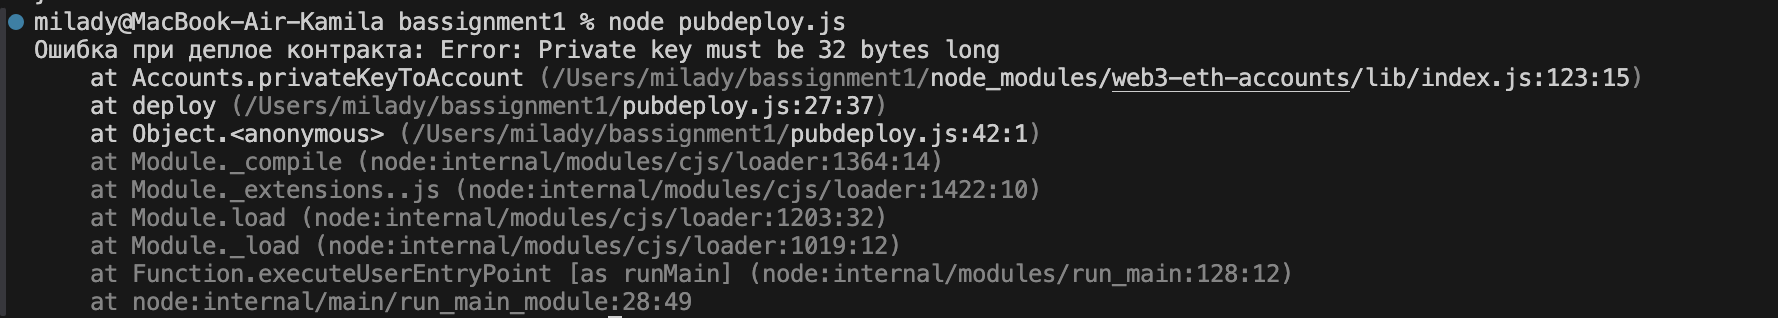 milady@MacBook-Air-Kamila bassignment1 % node pubdeploy.js
Ошибка при деплое контракта: Error: Private key must be 32 bytes long
at Accounts.privateKeyToAccount (/Users/milady/bassignment1/node_modules/web3-eth-accounts/lib/index.js:123:15)
at deploy (/Users/milady/bassignment1/pubdeploy.js:27:37)
at Object.<anonymous> (/Users/milady/bassignment1/pubdeploy.js:42:1)
at Module._compile (node:internal/modules/cjs/loader:1364:14)
at Module._extensions..js (node:internal/modules/cjs/loader:1422:10)
at Module.load (node:internal/modules/cjs/loader:1203:32)
at Module._load (node:internal/modules/cjs/loader:1019:12)
at Function.executeUserEntryPoint [as runMain] (node:internal/modules/run_main:128:12)
at node:internal/main/run_main_module:28:49